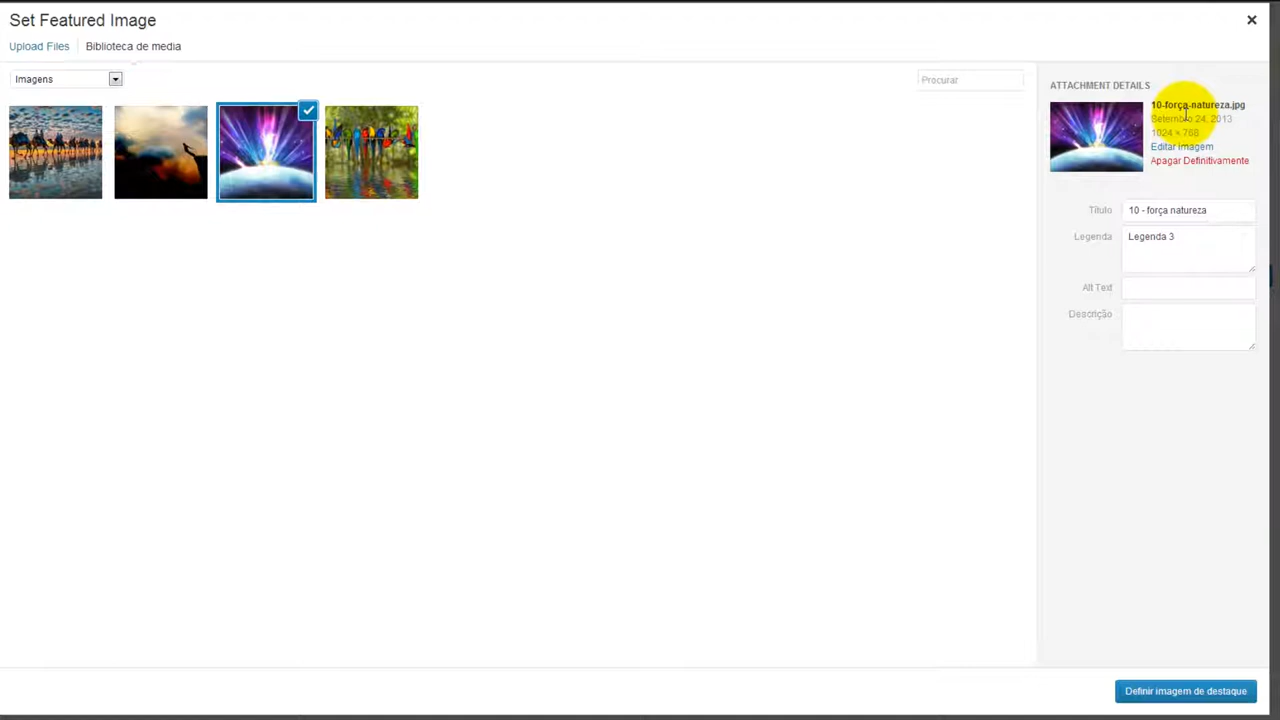 Set Featured Image
Upload Files
Biblioteca de media
Imagens
Procurar
ATTACHMENT DETAILS
10-força-natureza.jpg
Setembro 24, 2013
1024 × 768
Editar Imagem
Apagar Definitivamente
Título
10 - força natureza
Legenda
Legenda 3
Alt Text
Descrição
Definir imagem de destaque